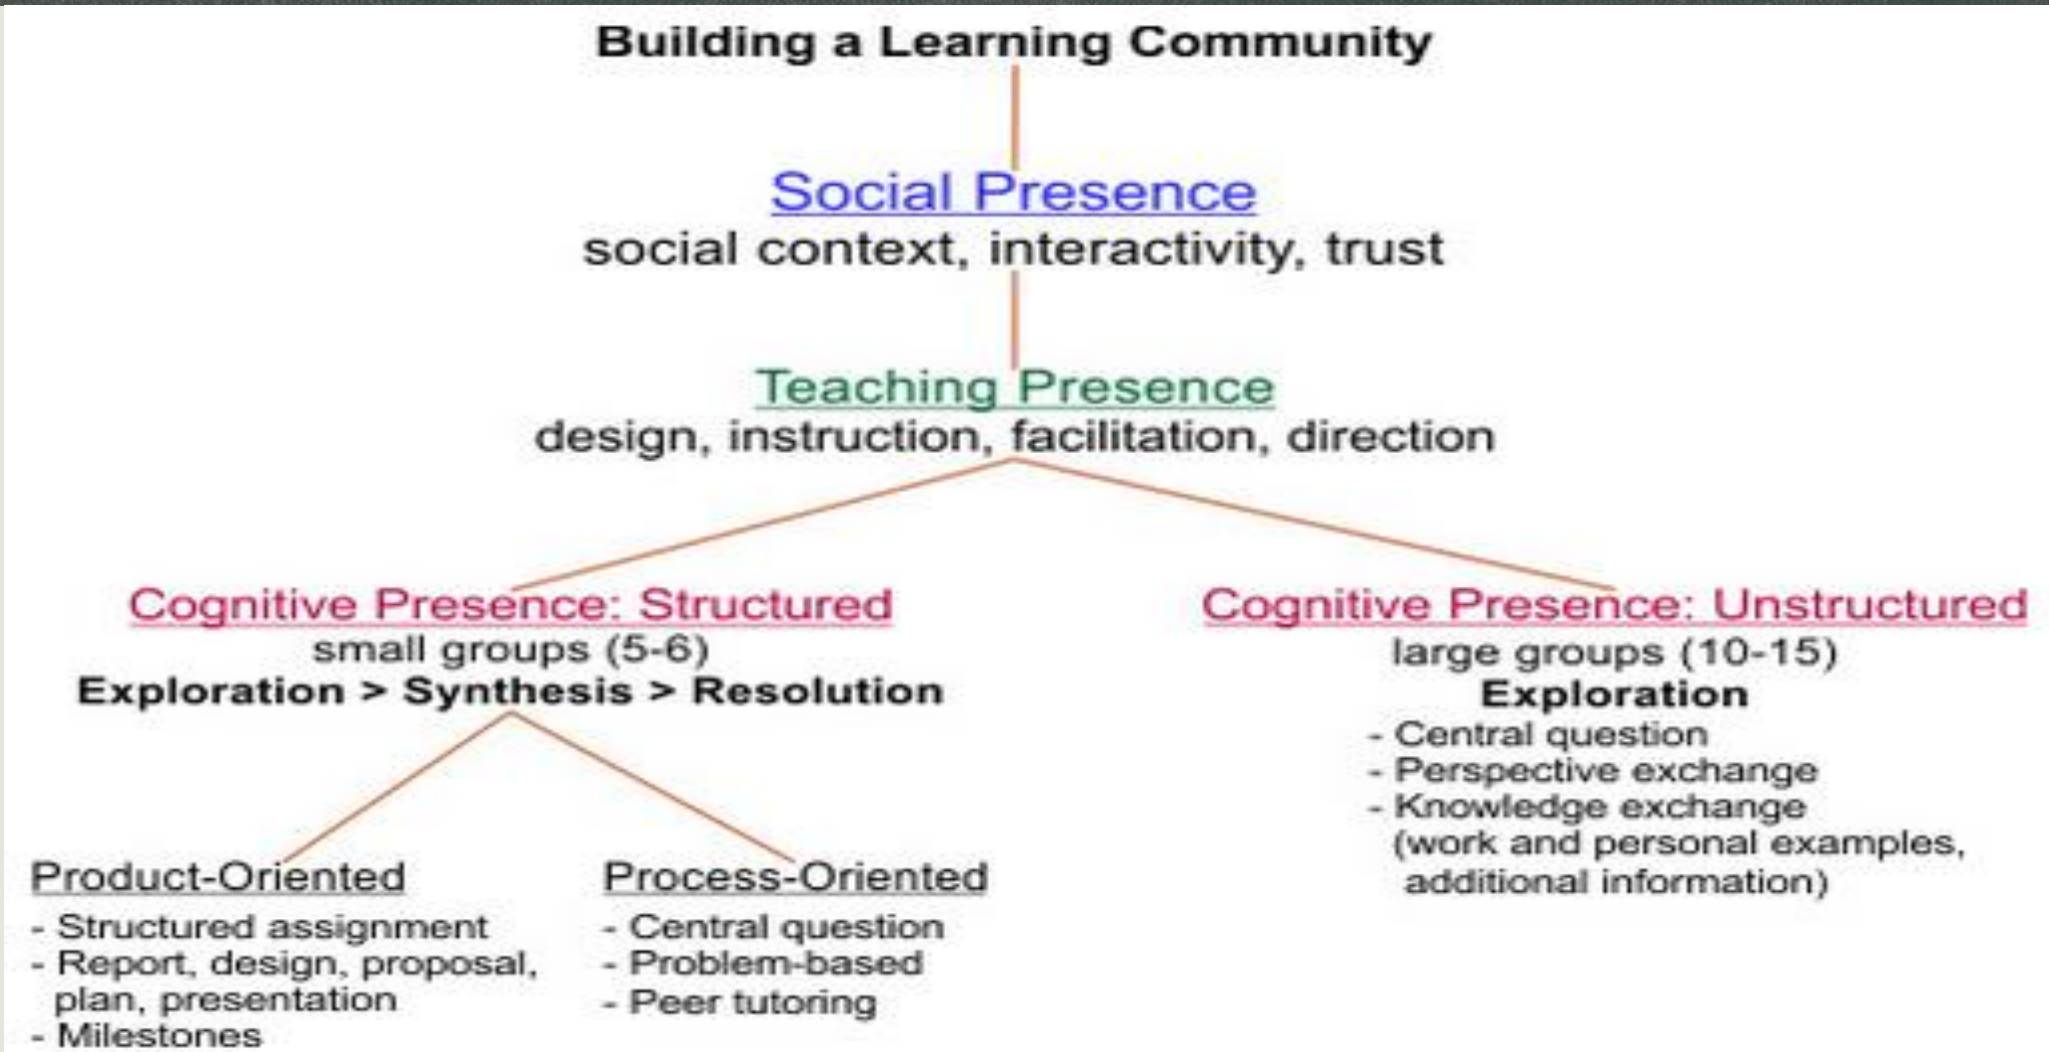 Building a Learning Community
Social Presence
social context, interactivity, trust
Teaching Presence
design, instruction, facilitation, direction
Cognitive Presence: Structured
small groups (5-6)
Exploration > Synthesis > Resolution
Product-Oriented
- Structured assignment
- Report, design, proposal,
plan, presentation
- Milestones
Process-Oriented
- Central question
- Problem-based
- Peer tutoring
Cognitive Presence: Unstructured
large groups (10-15)
Exploration
- Central question
- Perspective exchange
- Knowledge exchange
(work and personal examples,
additional information)